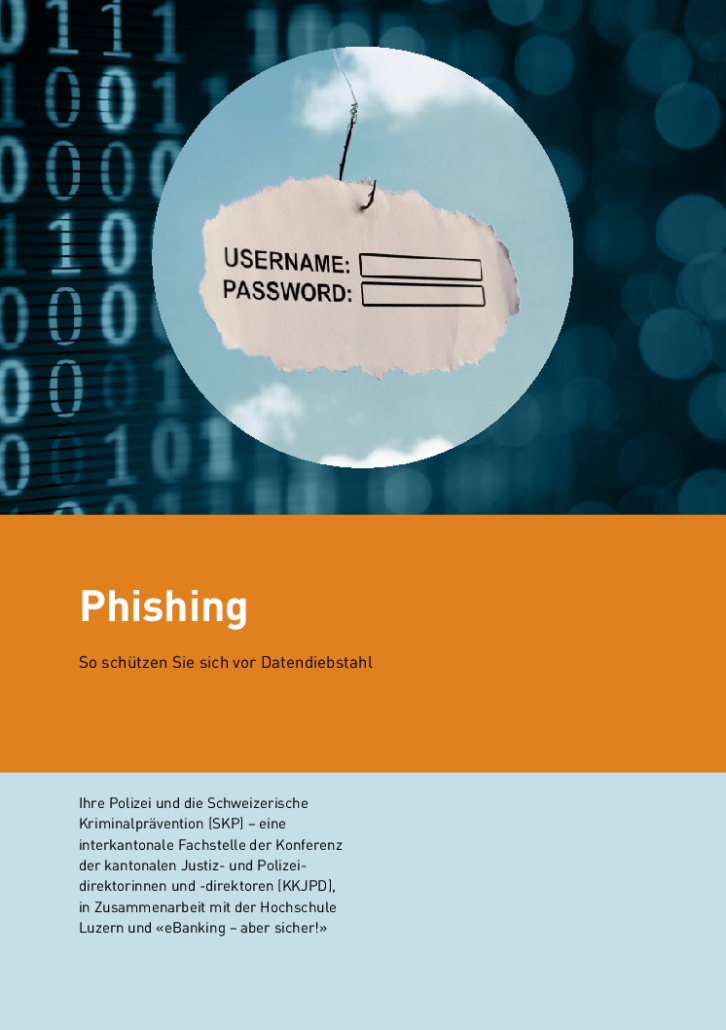 USERNAME:
PASSWORD:
Phishing
So schützen Sie sich vor Datendiebstahl
Ihre Polizei und die Schweizerische
Kriminalprävention (SKP) – eine
interkantonale Fachstelle der Konferenz
der kantonalen Justiz- und Polizei-
direktorinnen und -direktoren (KKJPD),
in Zusammenarbeit mit der Hochschule
Luzern und «eBanking – aber sicher!»